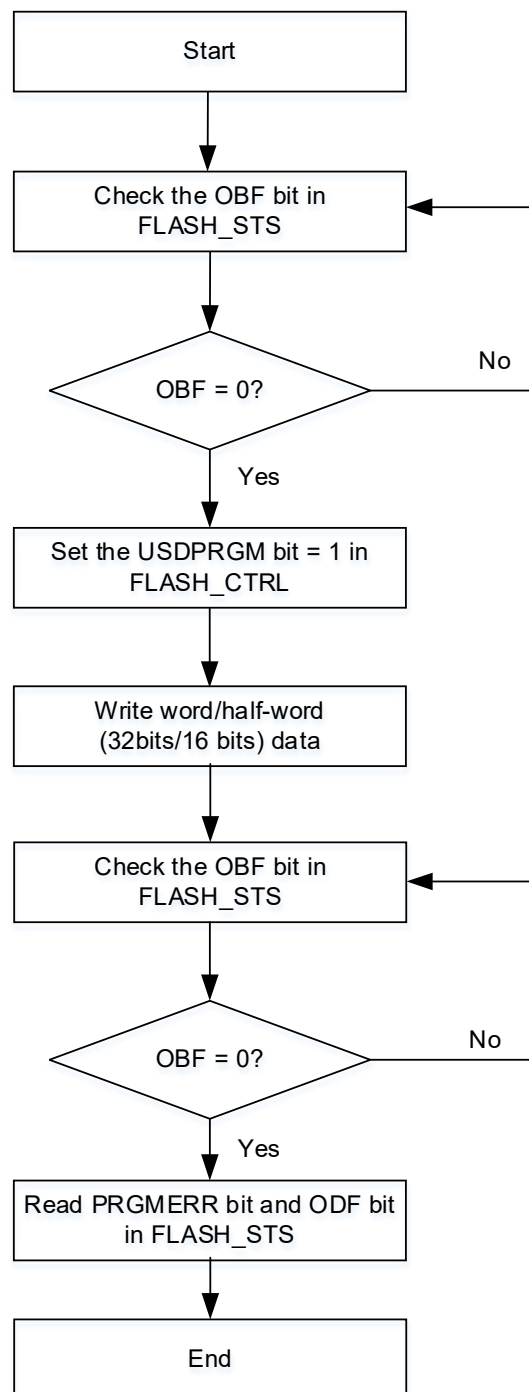 Start
Check the OBF bit in
FLASH_STS
OBF = 0?
No
Yes
Set the USDPRGM bit = 1 in
FLASH_CTRL
Write word/half-word
(32bits/16 bits) data
Check the OBF bit in
FLASH_STS
OBF = 0?
No
Yes
Read PRGMERR bit and ODF bit
in FLASH_STS
End